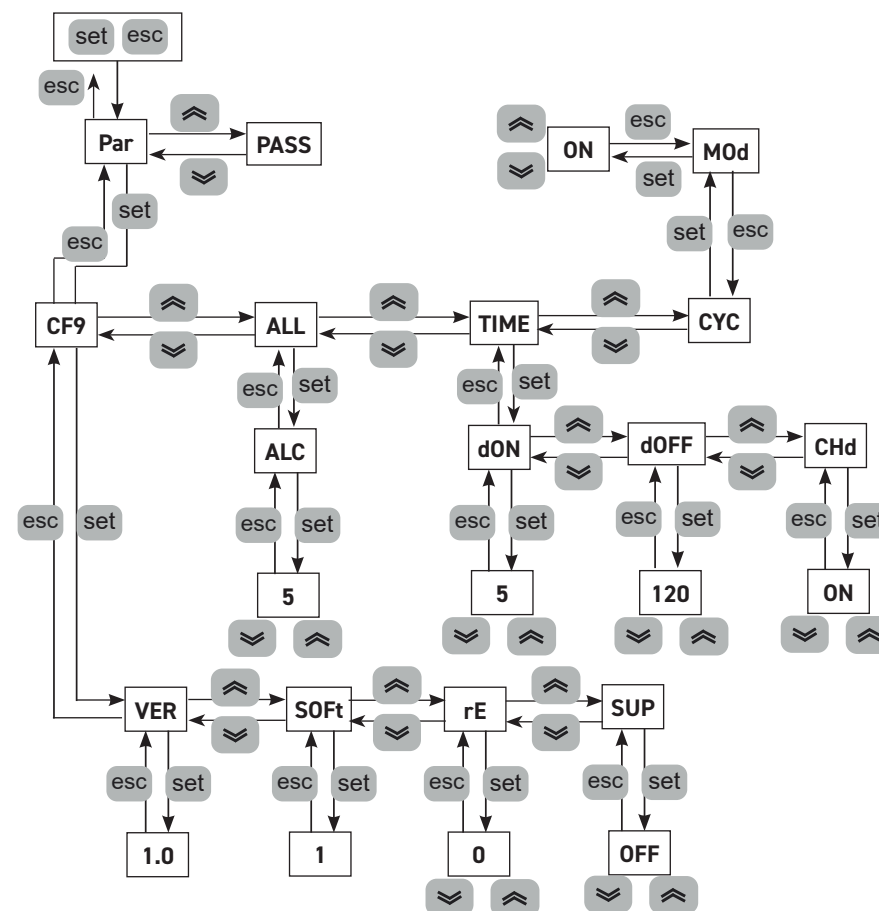 set esc
esc
Par
PASS
set
esc
ON
esc
set
MOd
set
esc
CF9
ALL
TIME
CYC
esc
set
esc
set
ALC
dON
dOFF
CHd
esc
set
esc
set
esc
set
esc
set
esc
set
5
5
120
ON
VER
SOFt
rE
SUP
esc
set
esc
set
esc
set
esc
set
1.0
1
0
OFF